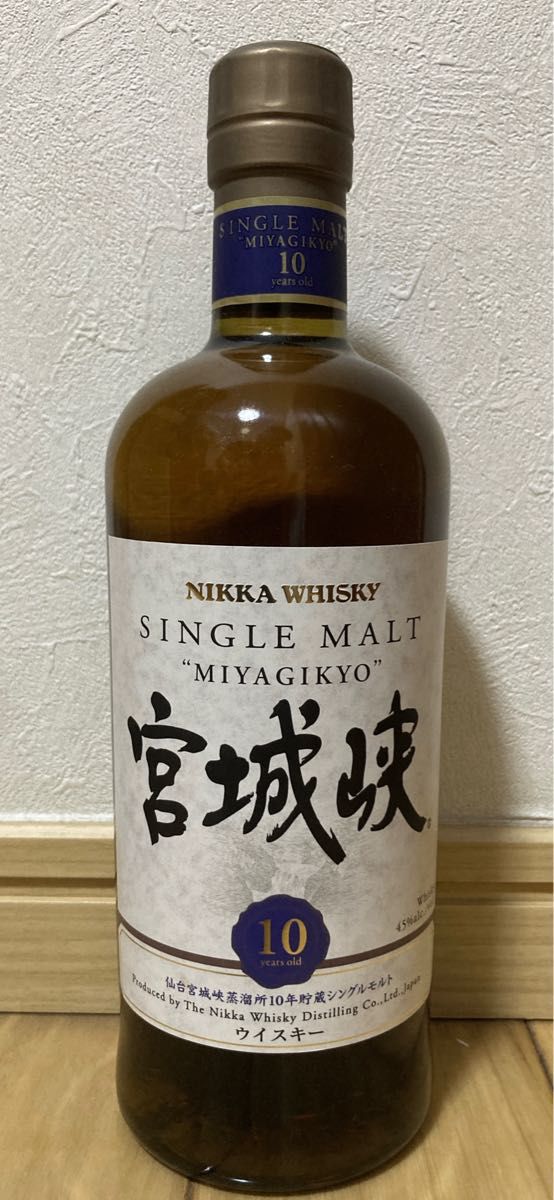 SINGLE MALT
"MIYAGIKYO"
10
years old
NIKKA WHISKY
SINGLE MALT
"MIYAGIKYO"
宮城峡
45%alc.
10
years old
仙台宮城峡蒸溜所10年貯蔵シングルモルト
Produced by The Nikka Whisky Distilling Co.,Ltd.,Japan
ウイスキー